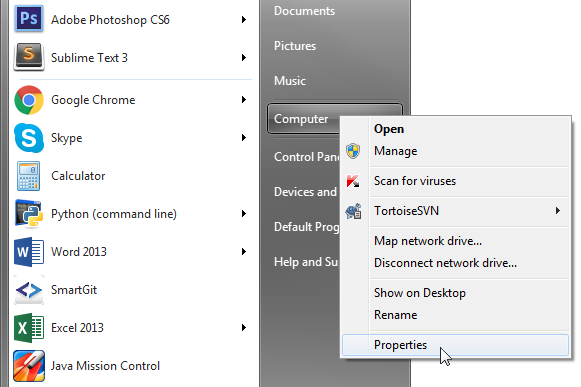 Ps Adobe Photoshop CS6
S Sublime Text 3
Google Chrome
S Skype
Calculator
Python (command line)
W Word 2013
SmartGit
X Excel 2013
Java Mission Control
Documents
Pictures
Music
Computer
Control Pane
Devices and
Default Prog
Help and Su
Open
Manage
Scan for viruses
TortoiseSVN
Map network drive...
Disconnect network drive...
Show on Desktop
Rename
Properties